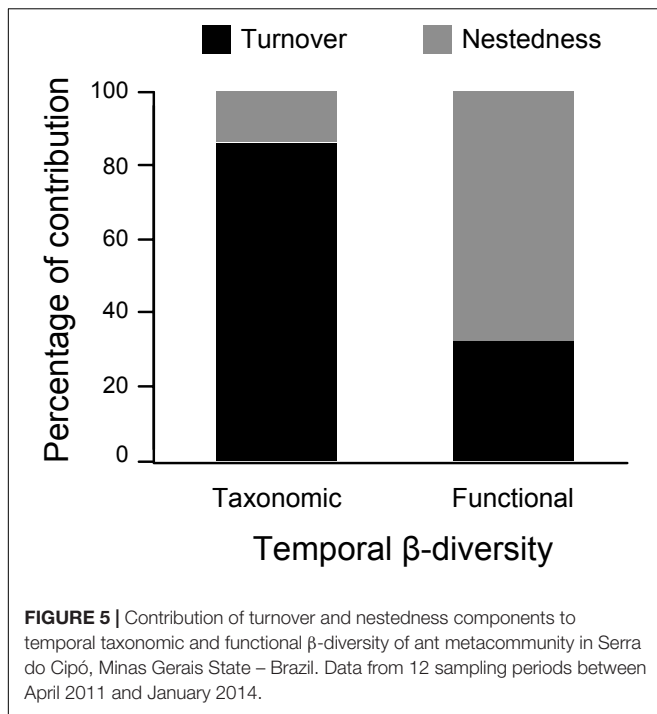 Turnover
Nestedness
Percentage of contribution
100
80
60
40
20
0
Taxonomic
Functional
Temporal β-diversity
FIGURE 5 | Contribution of turnover and nestedness components to
temporal taxonomic and functional β-diversity of ant metacommunity in Serra
do Cipó, Minas Gerais State – Brazil. Data from 12 sampling periods between
April 2011 and January 2014.